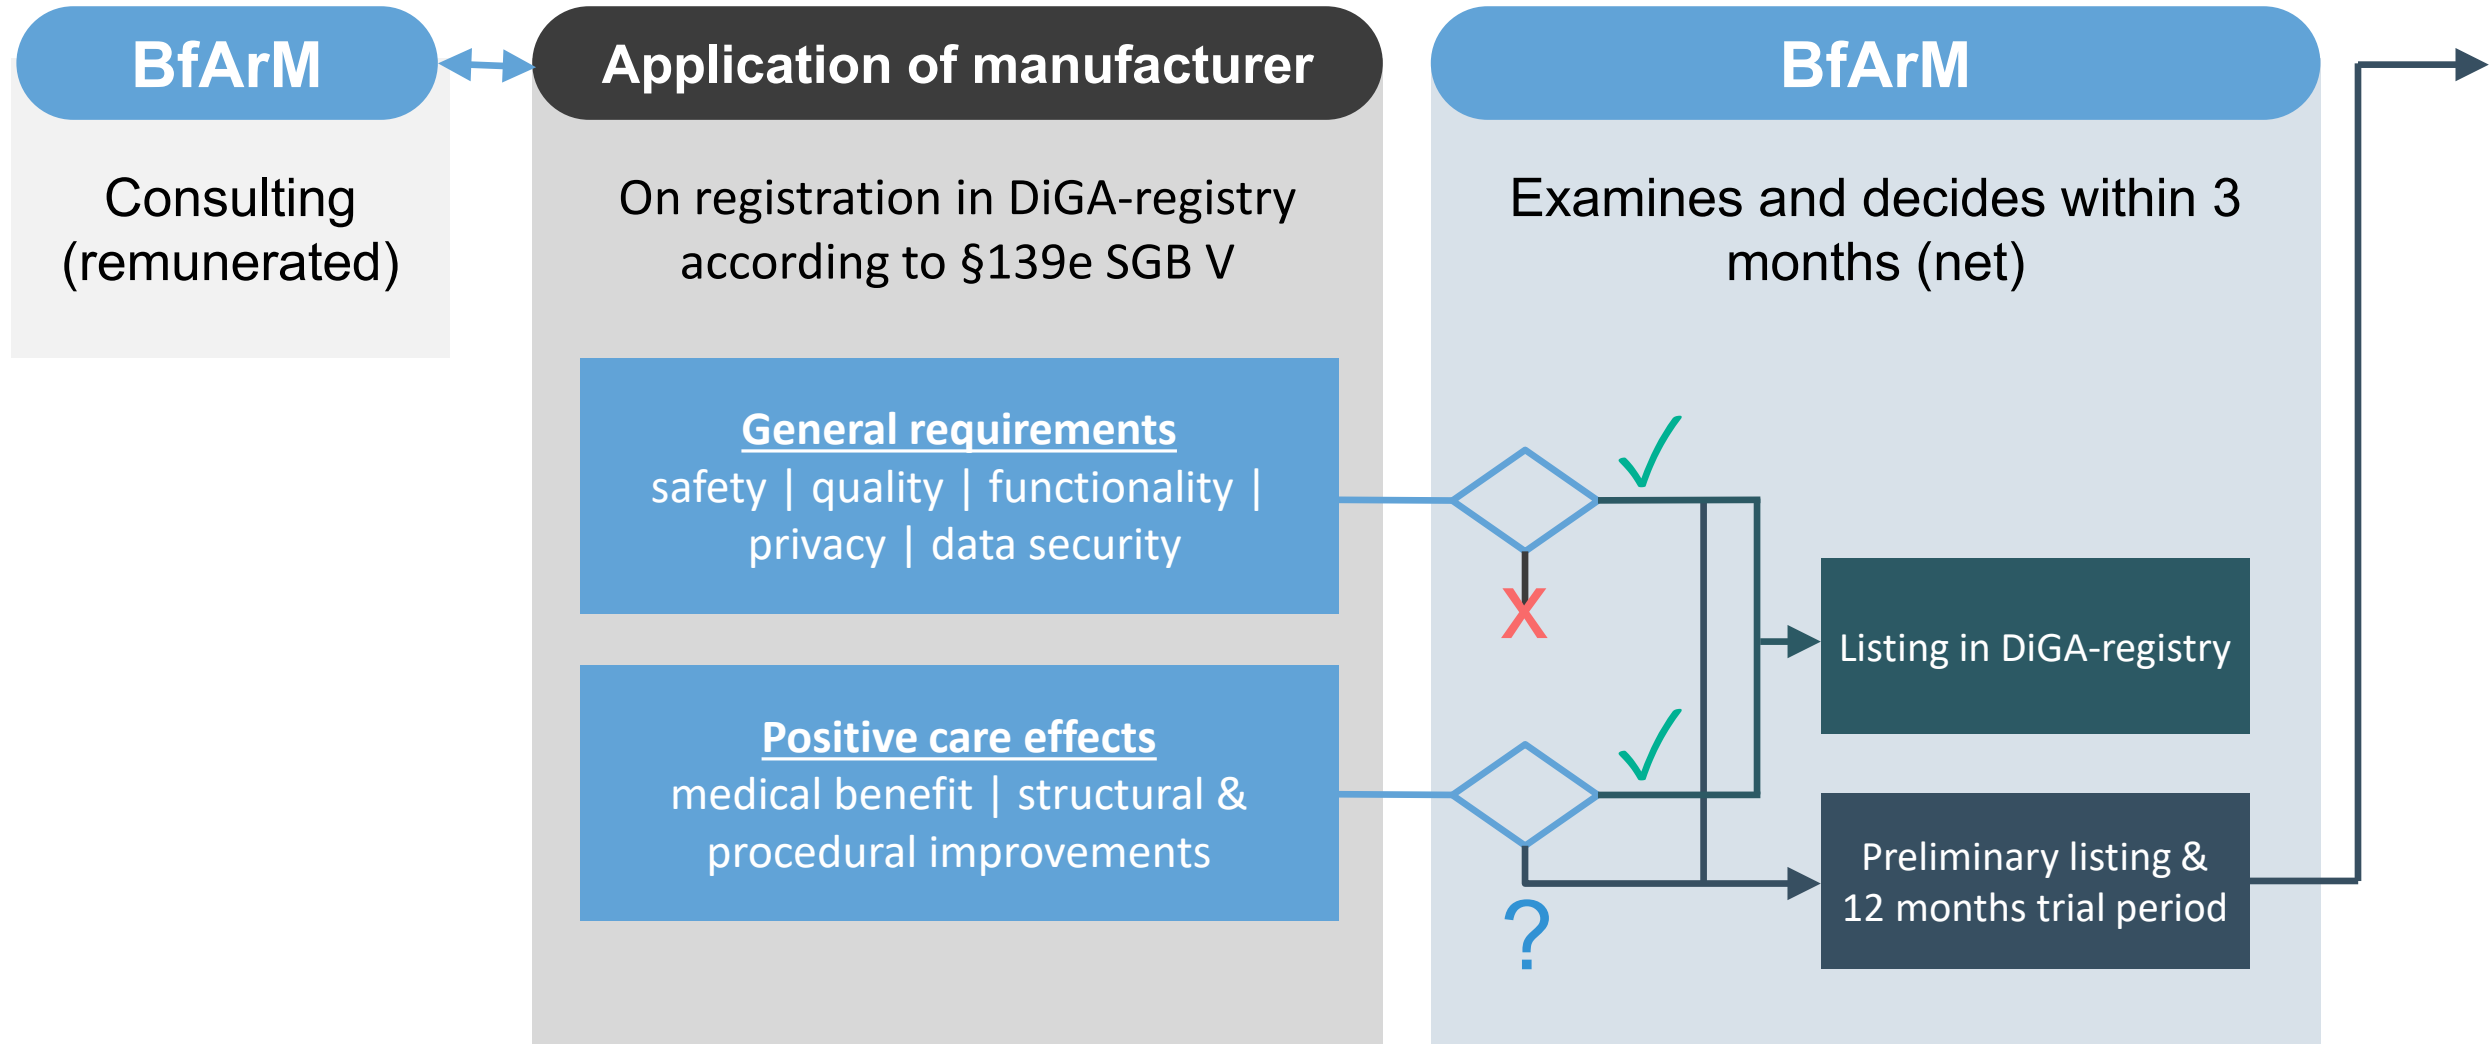 BfArM
Consulting
(remunerated)
Application of manufacturer
On registration in DiGA-registry
according to §139e SGB V
General requirements
safety | quality | functionality |
privacy | data security
Positive care effects
medical benefit | structural &
procedural improvements
BfArM
Examines and decides within 3
months (net)
X
?
Listing in DiGA-registry
Preliminary listing &
12 months trial period